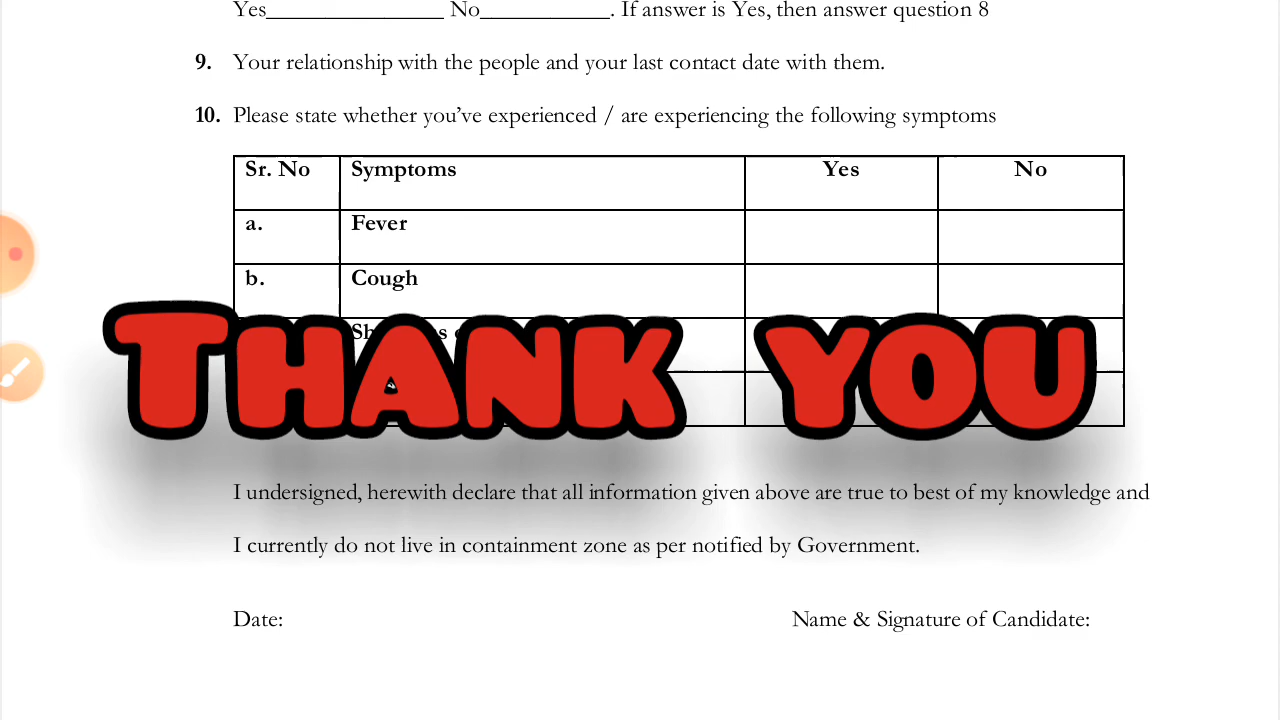 Yes_______________ No___________. If answer is Yes, then answer question 8
9. Your relationship with the people and your last contact date with them.
10. Please state whether you’ve experienced / are experiencing the following symptoms
Sr. No Symptoms Yes No
a. Fever
b. Cough
THANK YOU
I undersigned, herewith declare that all information given above are true to best of my knowledge and
I currently do not live in containment zone as per notified by Government.
Date: Name & Signature of Candidate: